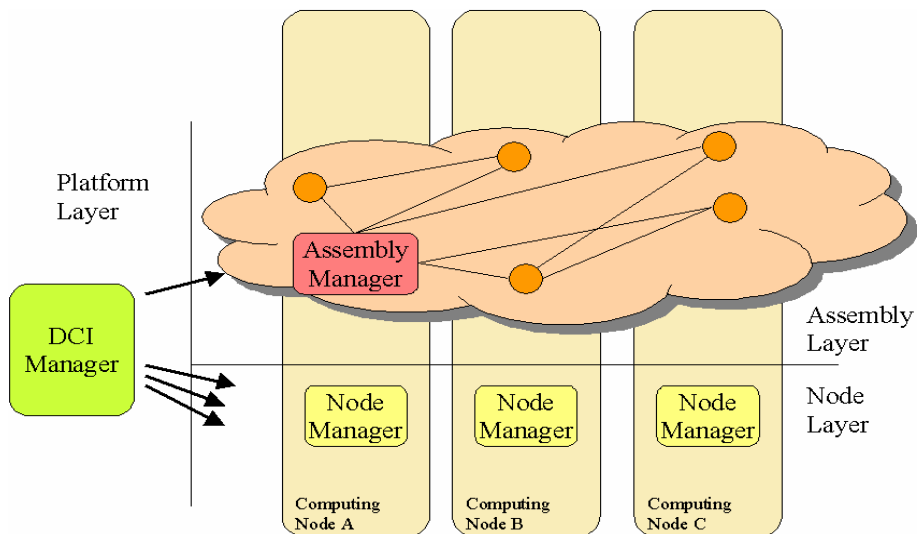 Platform
Layer
Assembly
Manager
DCI
Manager
Assembly
Layer
Node
Manager
Node
Manager
Node
Manager
Node
Layer
Computing
Node A
Computing
Node B
Computing
Node C